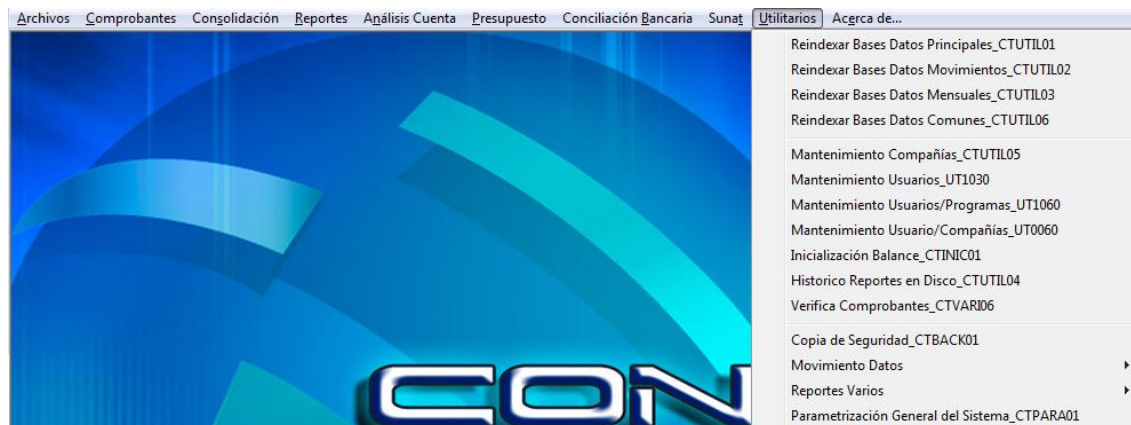 Archivos Comprobantes Consolidación Reportes Análisis Cuenta Presupuesto Conciliación Bancaria Sunat Utilitarios Acerca de...
Reindexar Bases Datos Principales_CTUTIL01
Reindexar Bases Datos Movimientos_CTUTIL02
Reindexar Bases Datos Mensuales_CTUTIL03
Reindexar Bases Datos Comunes_CTUTIL06
Mantenimiento Compañías_CTUTIL05
Mantenimiento Usuarios_UT1030
Mantenimiento Usuarios/Programas_UT1060
Mantenimiento Usuario/Compañías_UT0060
Inicialización Balance_CTINIC01
Historico Reportes en Disco_CTUTIL04
Verifica Comprobantes_CTVARI06
Copia de Seguridad_CTBACK01
Movimiento Datos
Reportes Varios
Parametrización General del Sistema_CTPARA01
CON